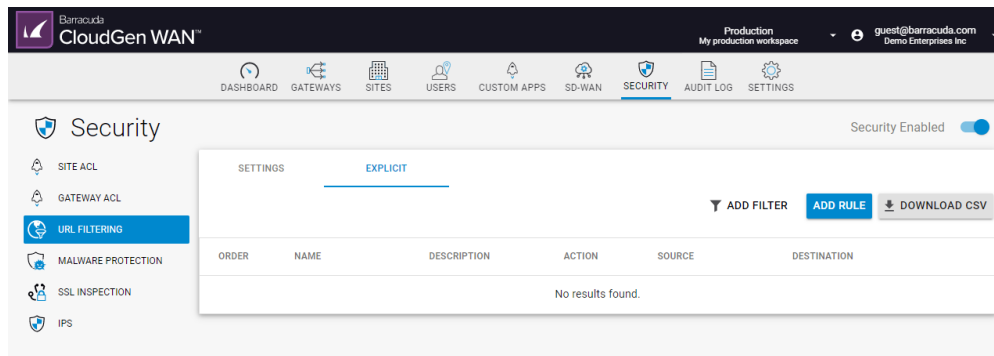 Barracuda
CloudGen WAN™
Production
My production workspace
guest@barracuda.com
Demo Enterprises Inc
DASHBOARD GATEWAYS SITES USERS CUSTOM APPS SD-WAN SECURITY AUDIT LOG SETTINGS
Security
Security Enabled
SITE ACL
GATEWAY ACL
URL FILTERING
MALWARE PROTECTION
SSL INSPECTION
IPS
SETTINGS EXPLICIT
ADD FILTER ADD RULE DOWNLOAD CSV
ORDER NAME DESCRIPTION ACTION SOURCE DESTINATION
No results found.